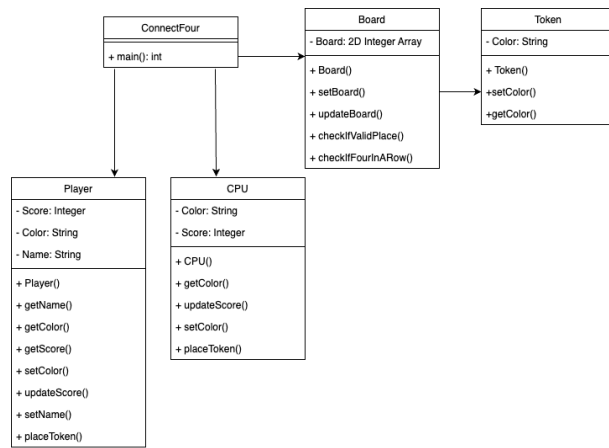 ConnectFour
+ main(): int
Board
- Board: 2D Integer Array
+ Board()
+ setBoard()
+ updateBoard()
+ checkIfValidPlace()
+ checkIfFourInARow()
Token
- Color: String
+ Token()
+setColor()
+getColor()
Player
- Score: Integer
- Color: String
- Name: String
+ Player()
+ getName()
+ getColor()
+ getScore()
+ setColor()
+ updateScore()
+ setName()
+ placeToken()
CPU
- Color: String
- Score: Integer
+ CPU()
+ getColor()
+ updateScore()
+ setColor()
+ placeToken()